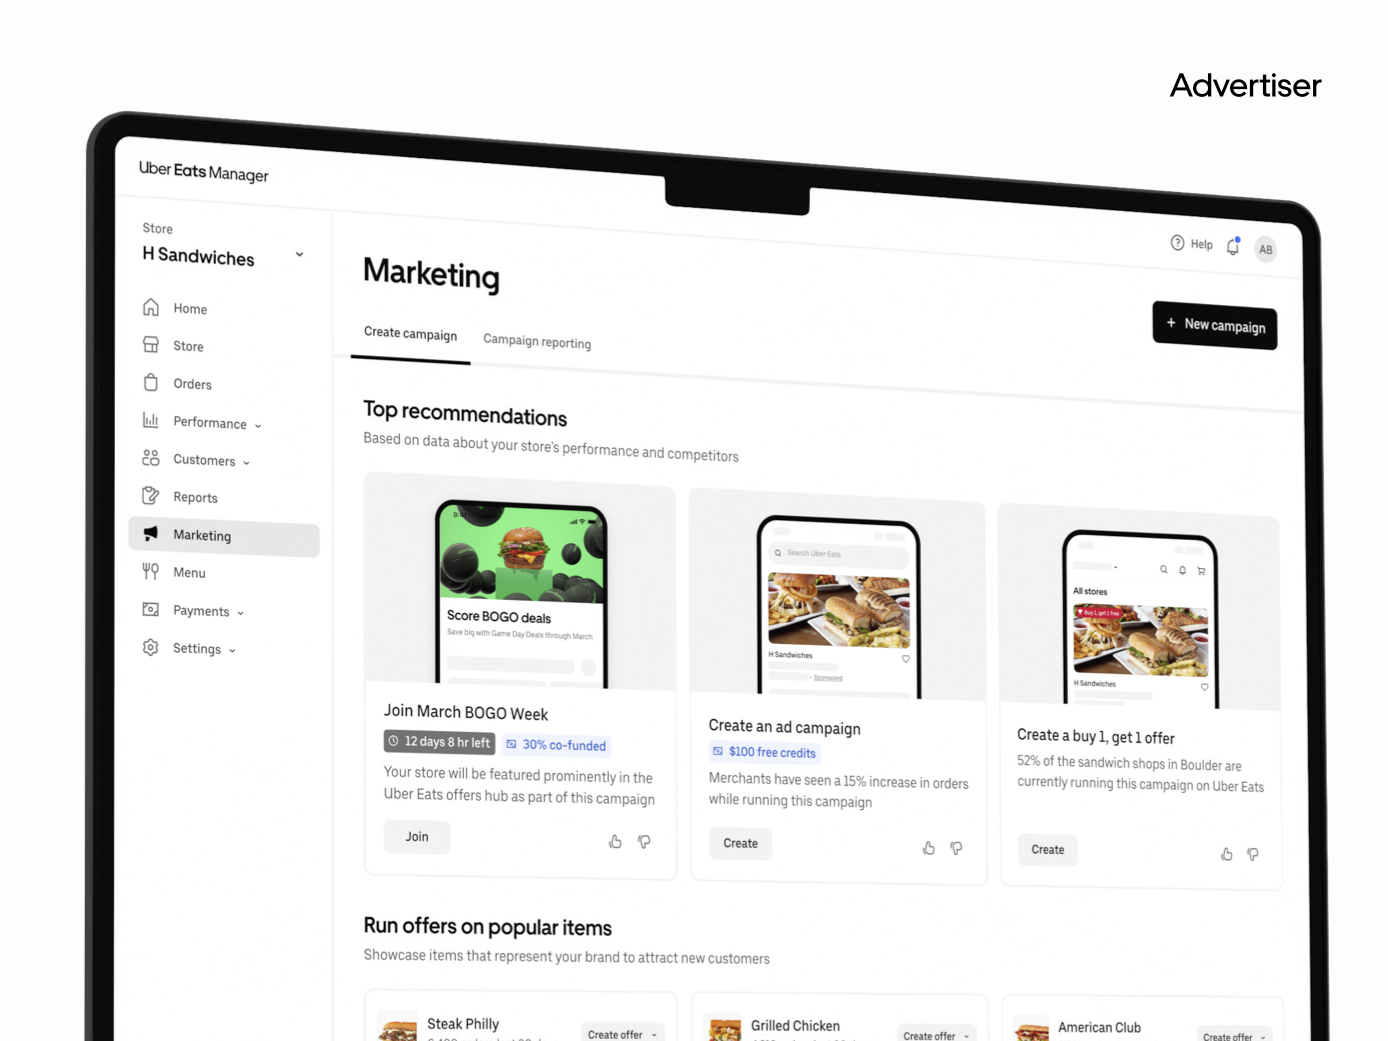 Advertiser
Uber Eats Manager
Store
H Sandwiches
Help
AB
Home
Store
Orders
Performance
Customers
Reports
Marketing
Menu
Payments
Settings
Marketing
+ New campaign
Create campaign
Campaign reporting
Top recommendations
Based on data about your store's performance and competitors
Score BOGO deals
Save big with Game Day Deals through March
Join March BOGO Week
12 days 8 hr left
30% co-funded
Your store will be featured prominently in the
Uber Eats offers hub as part of this campaign
Join
Search Uber Eats
H Sandwiches
• Sponsored
Create an ad campaign
$100 free credits
Merchants have seen a 15% increase in orders
while running this campaign
Create
All stores
Buy 1, get 1 free
H Sandwiches
Create a buy 1, get 1 offer
52% of the sandwich shops in Boulder are
currently running this campaign on Uber Eats
Create
Run offers on popular items
Showcase items that represent your brand to attract new customers
Steak Philly
Create offer
Grilled Chicken
Create offer
American Club
Create offer